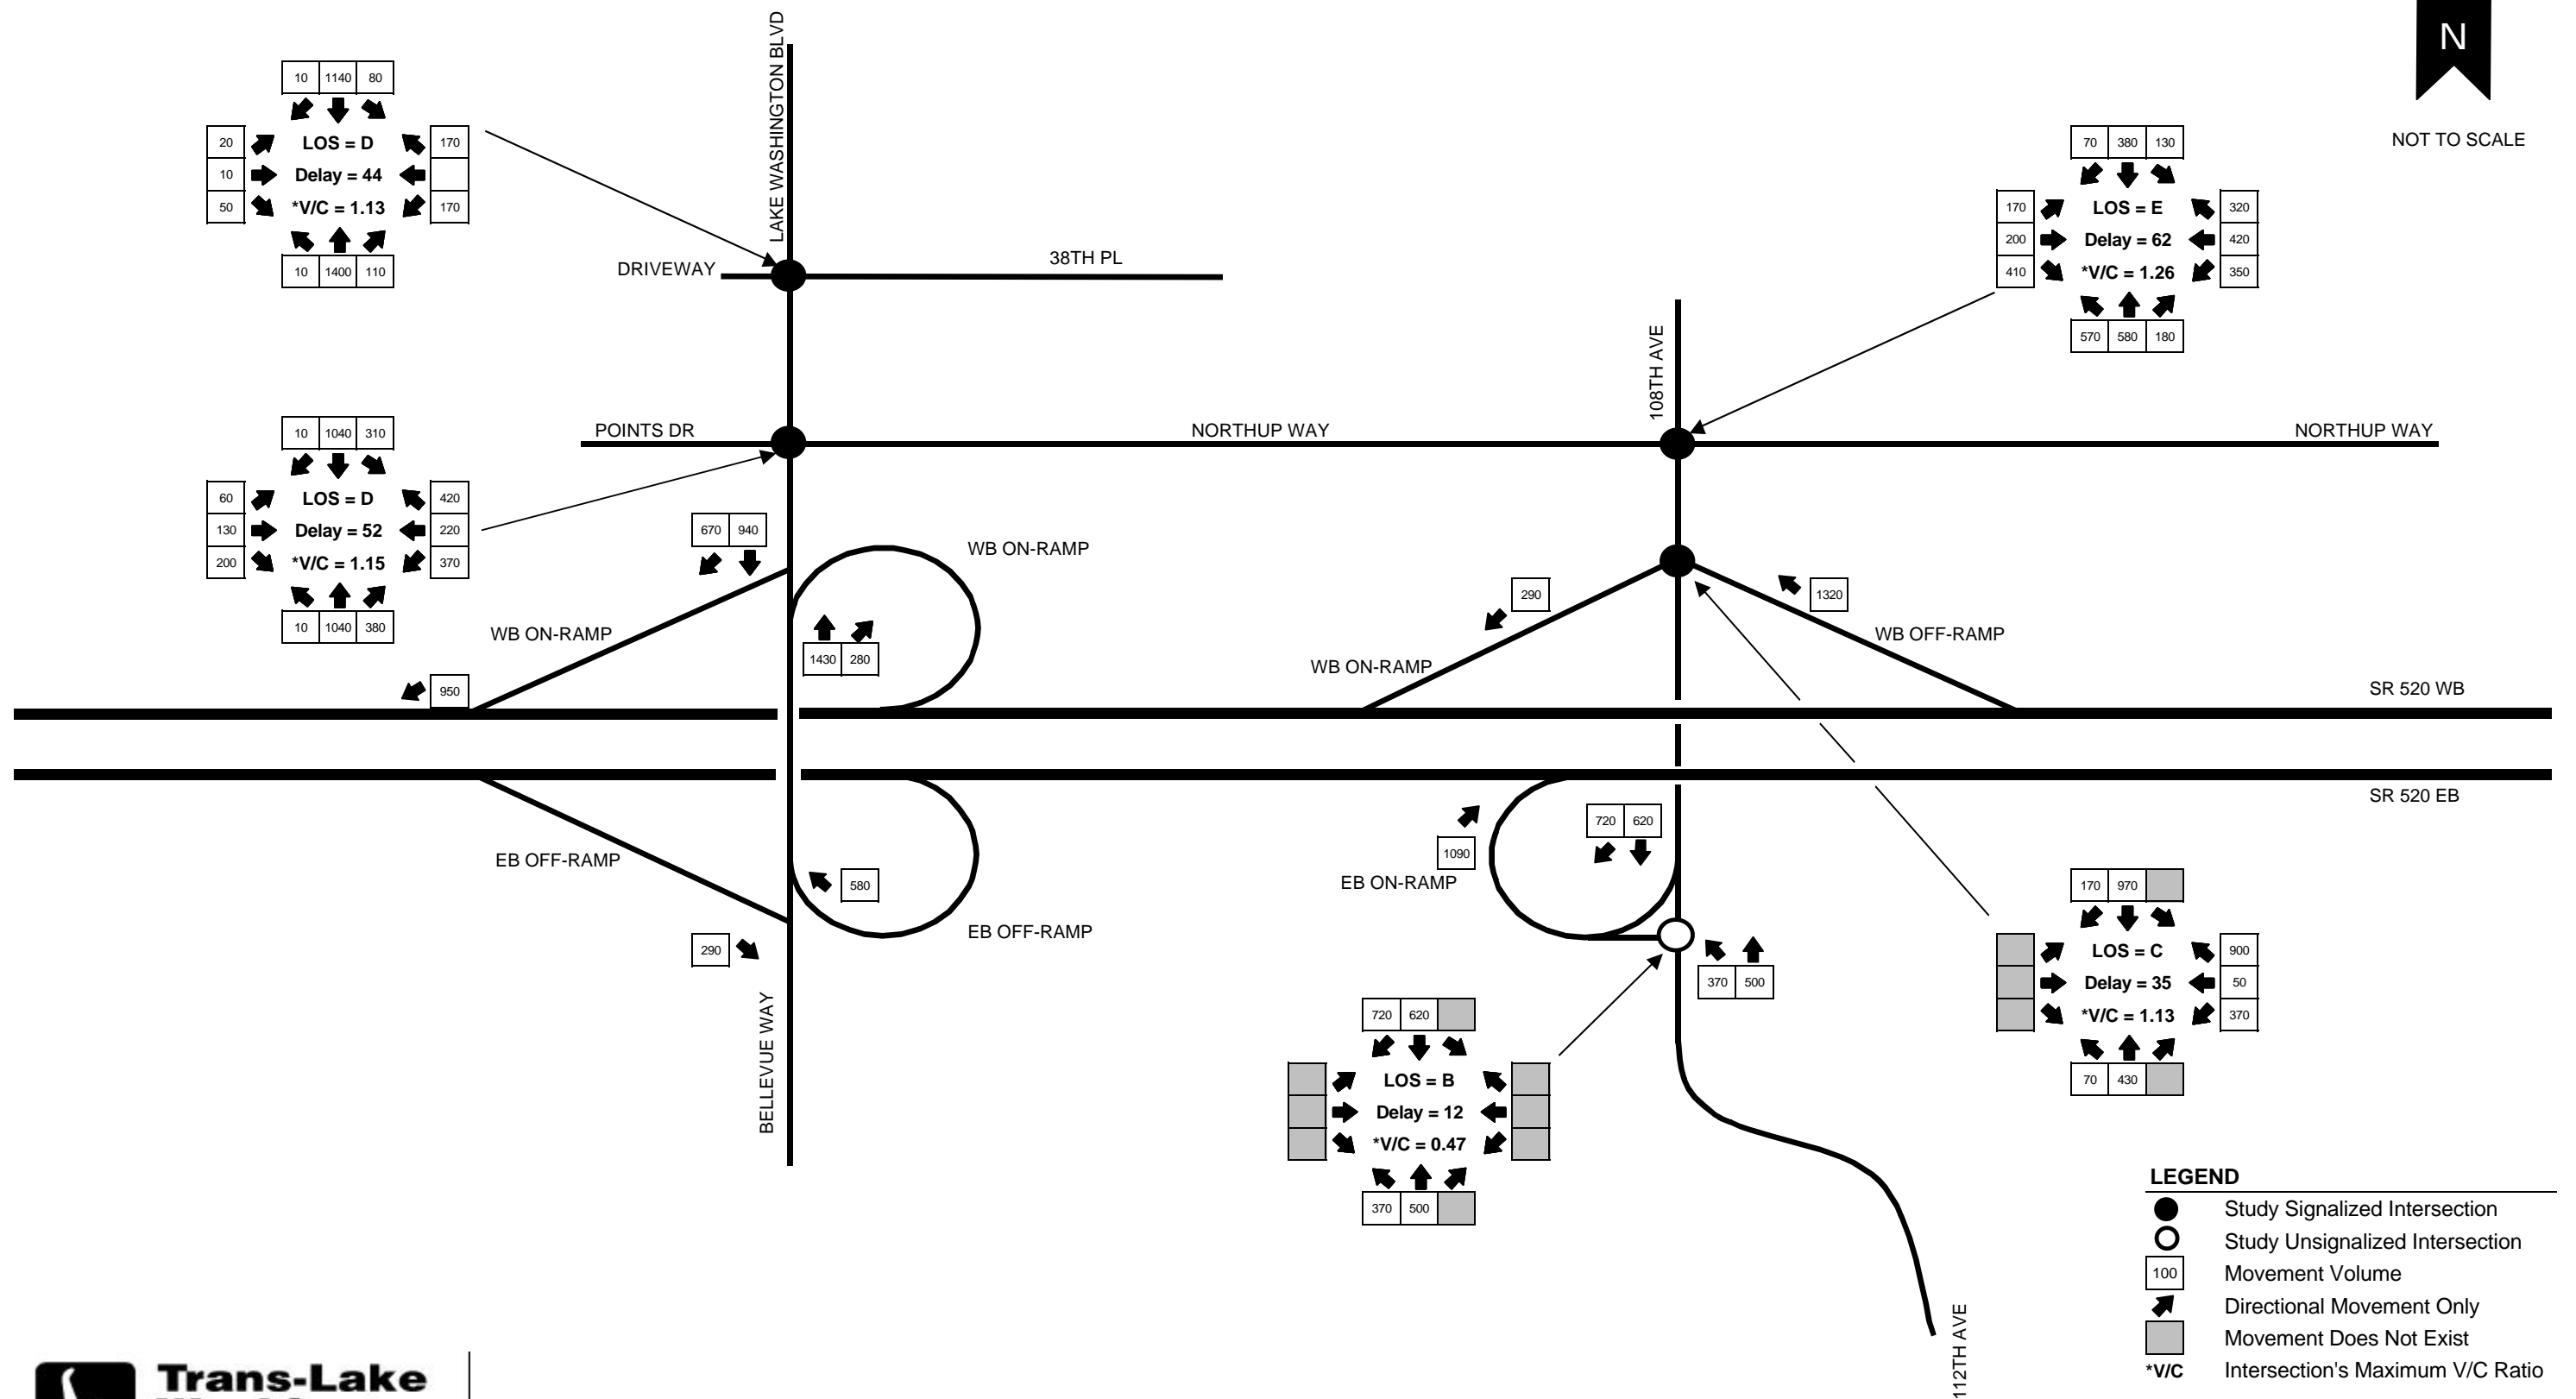 N
NOT TO SCALE
LAKE WASHINGTON BLVD
10 1140 80
20 LOS = D 170
10 Delay = 44
50 *V/C = 1.13 170
10 1400 110
DRIVEWAY
38TH PL
70 380 130
170 LOS = E 320
200 Delay = 62 420
410 *V/C = 1.26 350
570 580 180
108TH AVE
POINTS DR
NORTHUP WAY
NORTHUP WAY
10 1040 310
60 LOS = D 420
130 Delay = 52 220
200 *V/C = 1.15 370
10 1040 380
670 940
WB ON-RAMP
WB ON-RAMP
1430 280
950
290
1320
WB ON-RAMP
WB OFF-RAMP
SR 520 WB
SR 520 EB
EB OFF-RAMP
580
EB OFF-RAMP
290
BELLEVUE WAY
1090
EB ON-RAMP
720 620
370 500
720 620
LOS = B
Delay = 12
*V/C = 0.47
370 500
170 970
LOS = C 900
Delay = 35 50
*V/C = 1.13 370
70 430
112TH AVE
LEGEND
Study Signalized Intersection
Study Unsignalized Intersection
100 Movement Volume
Directional Movement Only
Movement Does Not Exist
*V/C Intersection's Maximum V/C Ratio
Trans-Lake